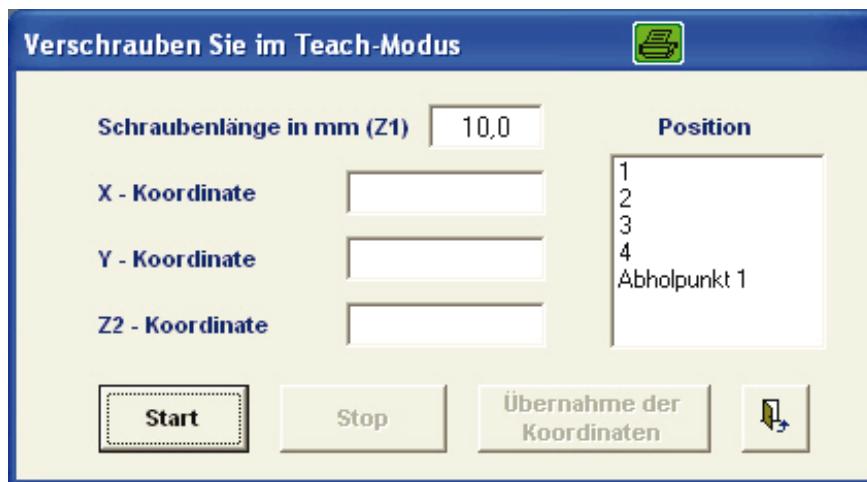 Verschrauben Sie im Teach-Modus
Schraubenlänge in mm (Z1) 10,0
X - Koordinate
Y - Koordinate
Z2 - Koordinate
Position
1
2
3
4
Abholpunkt 1
Start
Stop
Übernahme der
Koordinaten